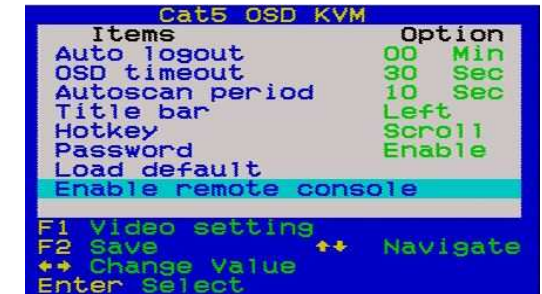 Cat5 OSD KVM
Items Option
Auto logout 00 Min
OSD timeout 30 Sec
Autoscan period 10 Sec
Title bar Left
Hotkey Scroll
Password Enable
Load default
Enable remote console
F1 Video setting
F2 Save ↑↓ Navigate
←→ Change Value
Enter Select